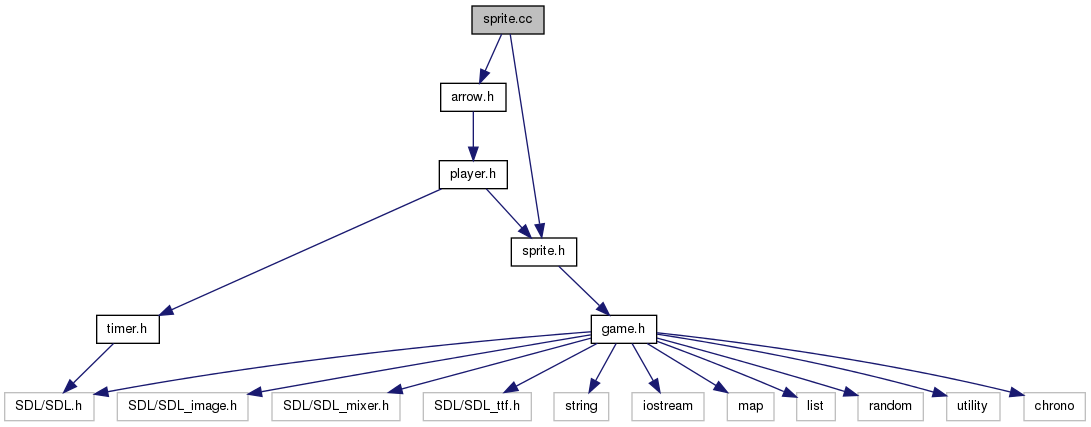 sprite.cc
arrow.h
player.h
sprite.h
timer.h
game.h
SDL/SDL.h
SDL/SDL_image.h
SDL/SDL_mixer.h
SDL/SDL_ttf.h
string
iostream
map
list
random
utility
chrono